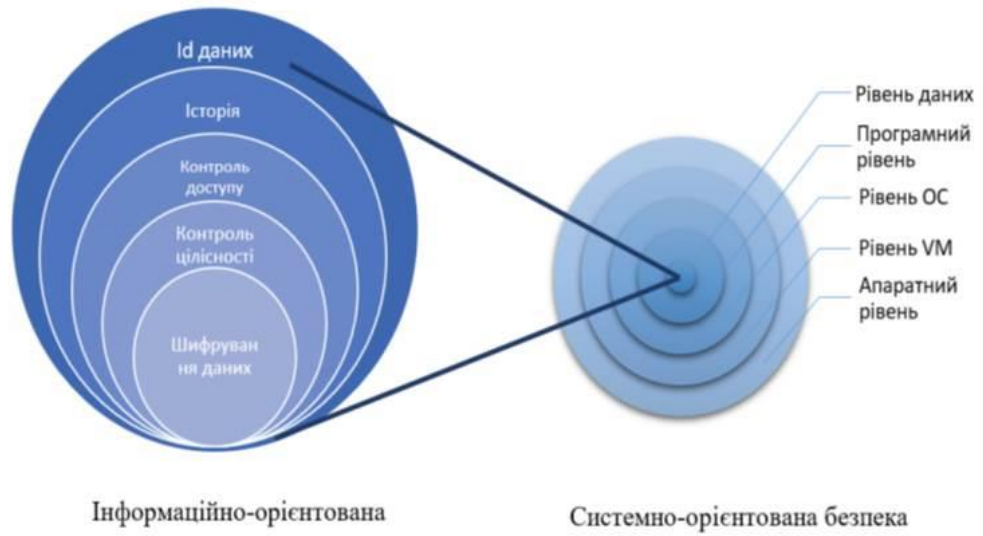 Id даних
Історія
Контроль
доступу
Контроль
цілісності
Шифруван
ня даних
Рівень даних
Програмний
рівень
Рівень ОС
Рівень VM
Апаратний
рівень
Інформаційно-орієнтована
Системно-орієнтована безпека